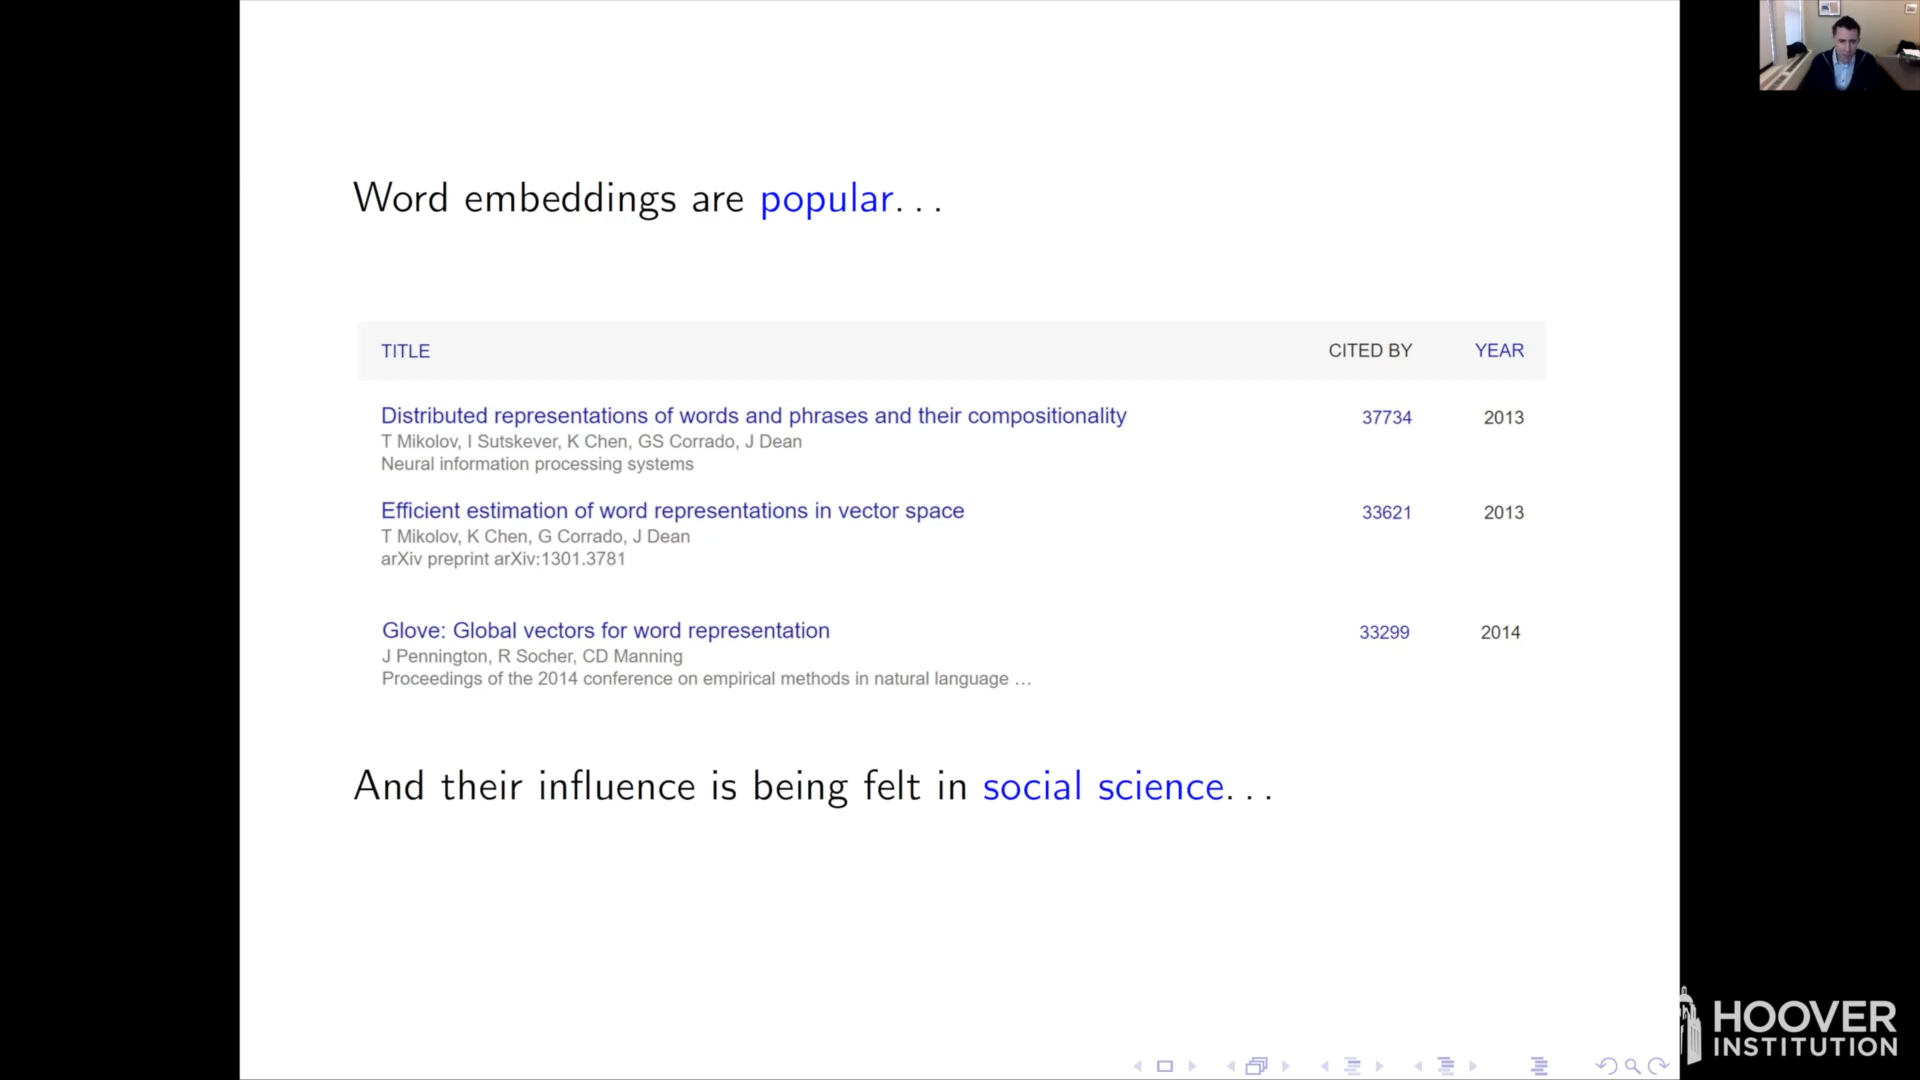 Word embeddings are popular...
TITLE CITED BY YEAR
Distributed representations of words and phrases and their compositionality 37734 2013
T Mikolov, I Sutskever, K Chen, GS Corrado, J Dean
Neural information processing systems
Efficient estimation of word representations in vector space 33621 2013
T Mikolov, K Chen, G Corrado, J Dean
arXiv preprint arXiv:1301.3781
Glove: Global vectors for word representation 33299 2014
J Pennington, R Socher, CD Manning
Proceedings of the 2014 conference on empirical methods in natural language ...
And their influence is being felt in social science...
HOOVER
INSTITUTION